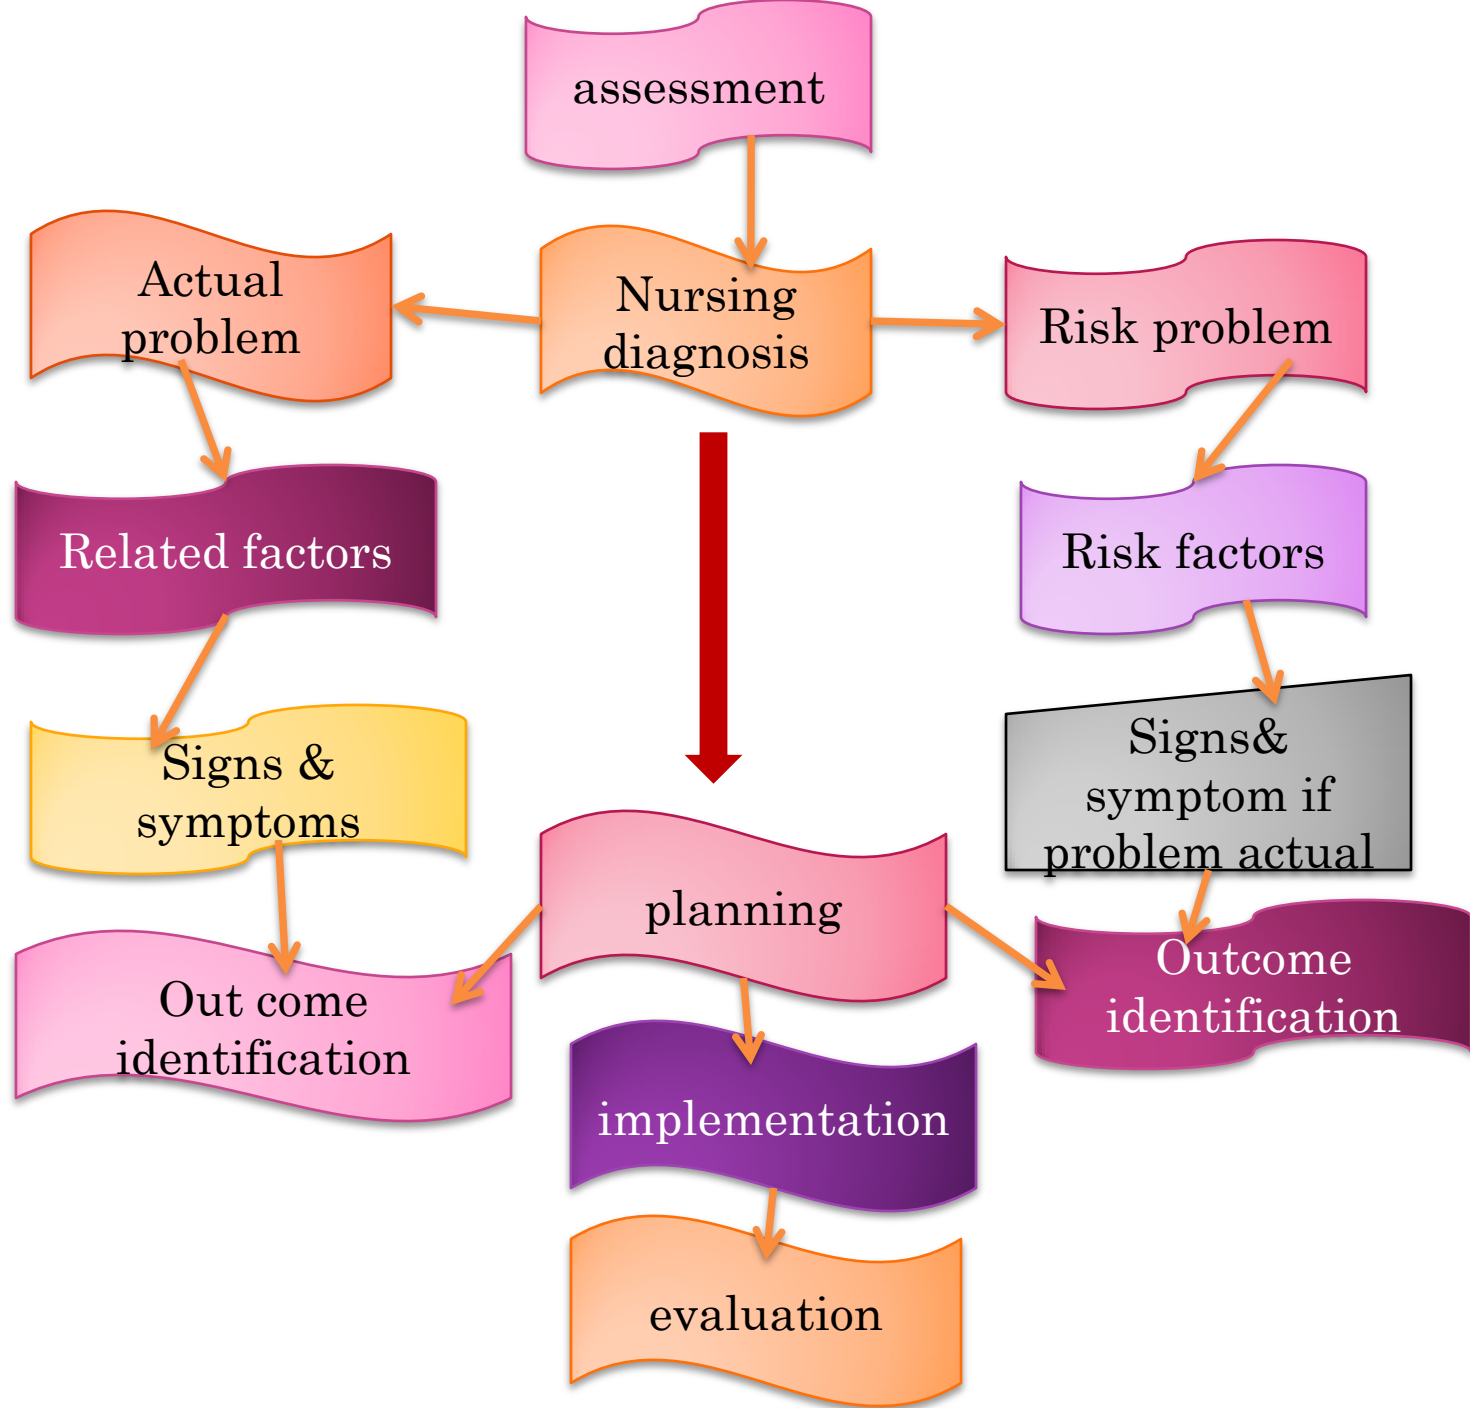 assessment
Actual
problem
Nursing
diagnosis
Risk problem
Related factors
Risk factors
Signs &
symptoms
Signs&
symptom if
problem actual
planning
Out come
identification
Outcome
identification
implementation
evaluation